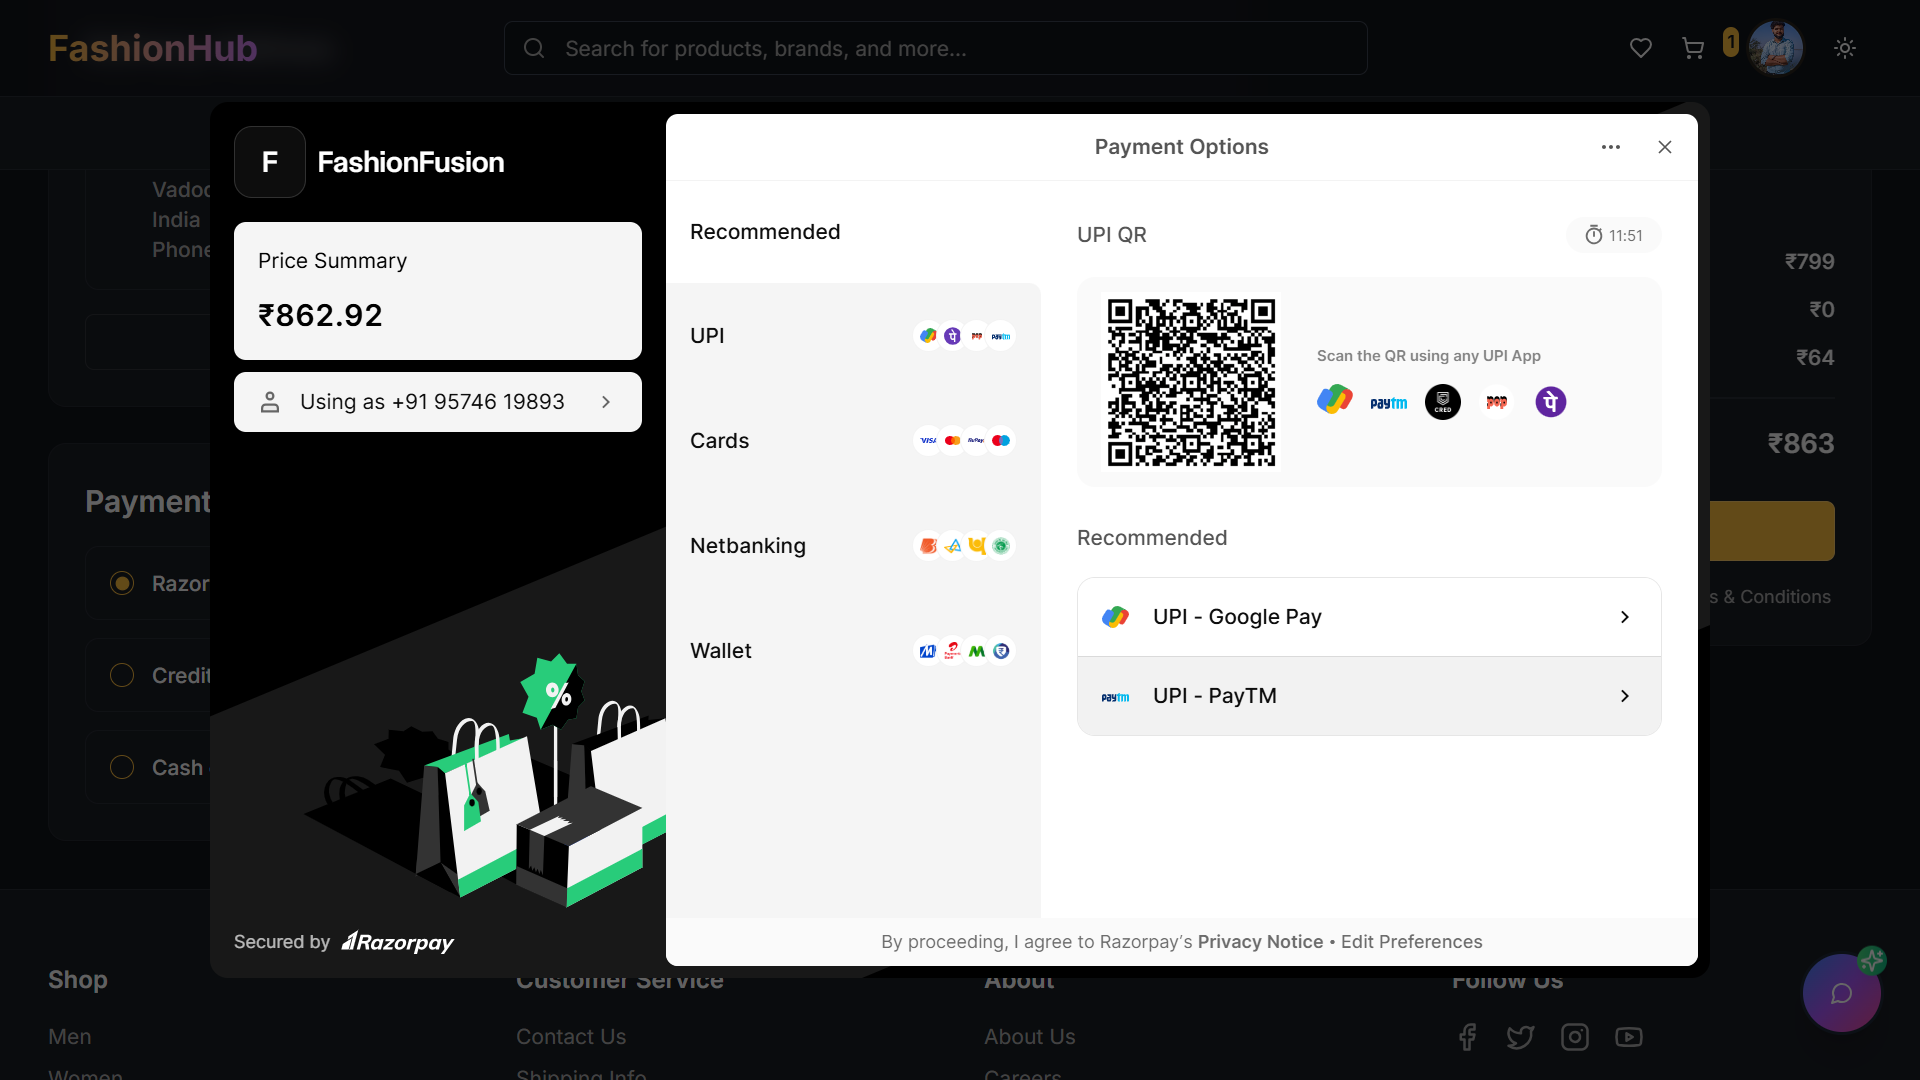 FashionHub
Search for products, brands, and more...
1
F
FashionFusion
Price Summary
₹862.92
Using as +91 95746 19893
Secured by Razorpay
Payment Options
Recommended
UPI
Cards
Netbanking
Wallet
UPI QR
11:51
Scan the QR using any UPI App
paytm
CRED
pop
Recommended
UPI - Google Pay
paytm
UPI - PayTM
By proceeding, I agree to Razorpay's Privacy Notice • Edit Preferences
India
Phone
Payment
Razor
Credit
Cash
₹799
₹0
₹64
₹863
& Conditions
Shop
Men
Women
Customer Service
Contact Us
Shipping Info
About
About Us
Careers
Follow Us